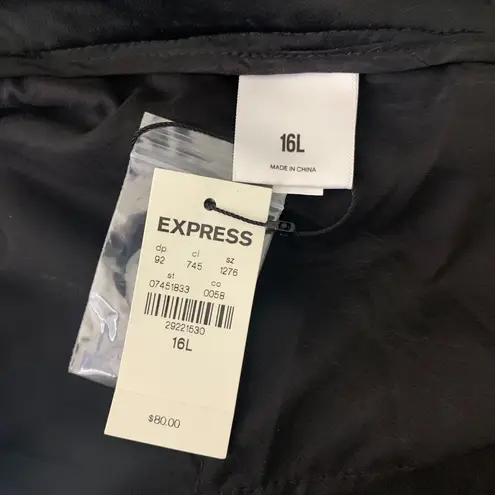 16L
MADE IN CHINA
EXPRESS
dp cl sz
92 745 1276
st co
07451833 0058
29221530
16L
$80.00